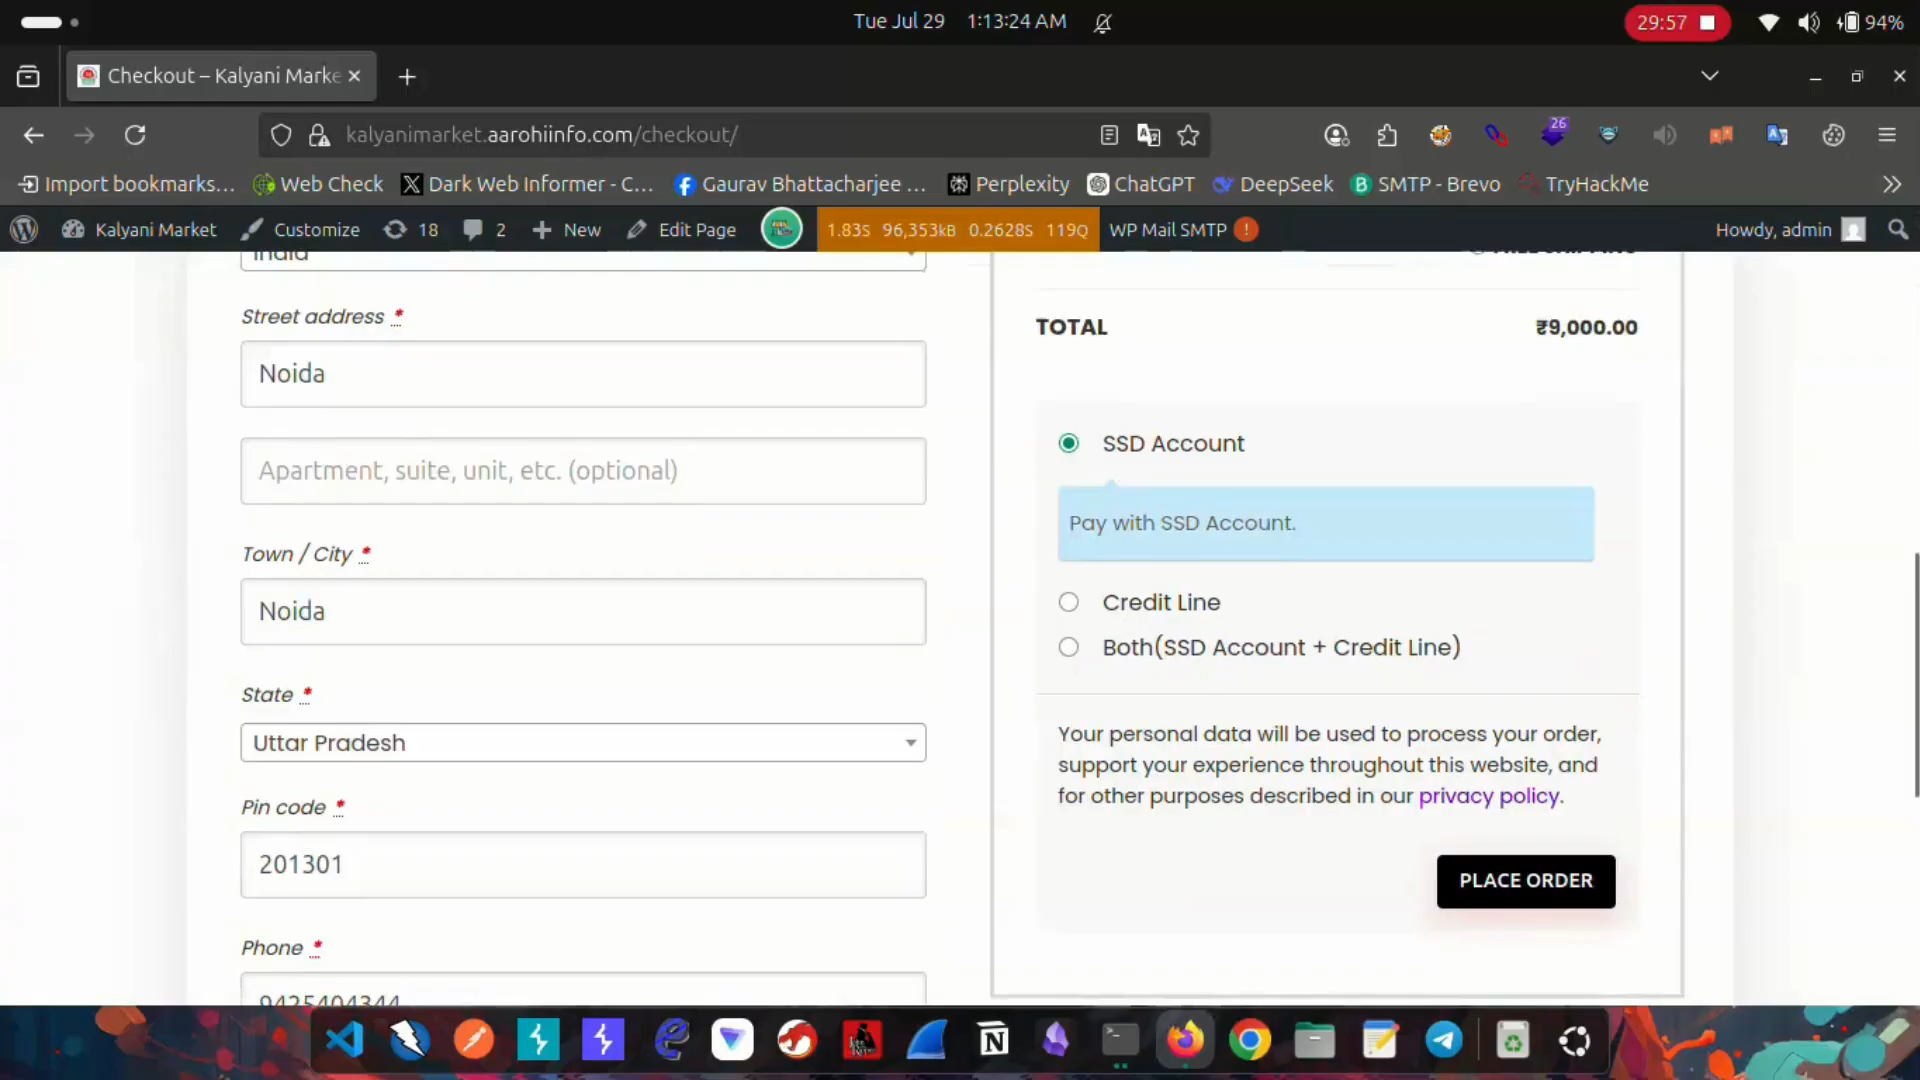 Tue Jul 29 1:13:24 AM
29:57
94%
Checkout – Kalyani Marke
kalyanimarket.aarohiinfo.com/checkout/
26
Import bookmarks...
Web Check
Dark Web Informer - C...
Gaurav Bhattacharjee ...
Perplexity
ChatGPT
DeepSeek
SMTP - Brevo
TryHackMe
Kalyani Market
Customize
18
2
New
Edit Page
1.83S 96,353KB 0.2628S 119Q
WP Mail SMTP !
Howdy, admin
India
Street address *
Noida
Apartment, suite, unit, etc. (optional)
Town / City *
Noida
State *
Uttar Pradesh
Pin code *
201301
Phone *
9425404344
FREE SHIPPING
TOTAL ₹9,000.00
SSD Account
Pay with SSD Account.
Credit Line
Both(SSD Account + Credit Line)
Your personal data will be used to process your order,
support your experience throughout this website, and
for other purposes described in our privacy policy.
PLACE ORDER